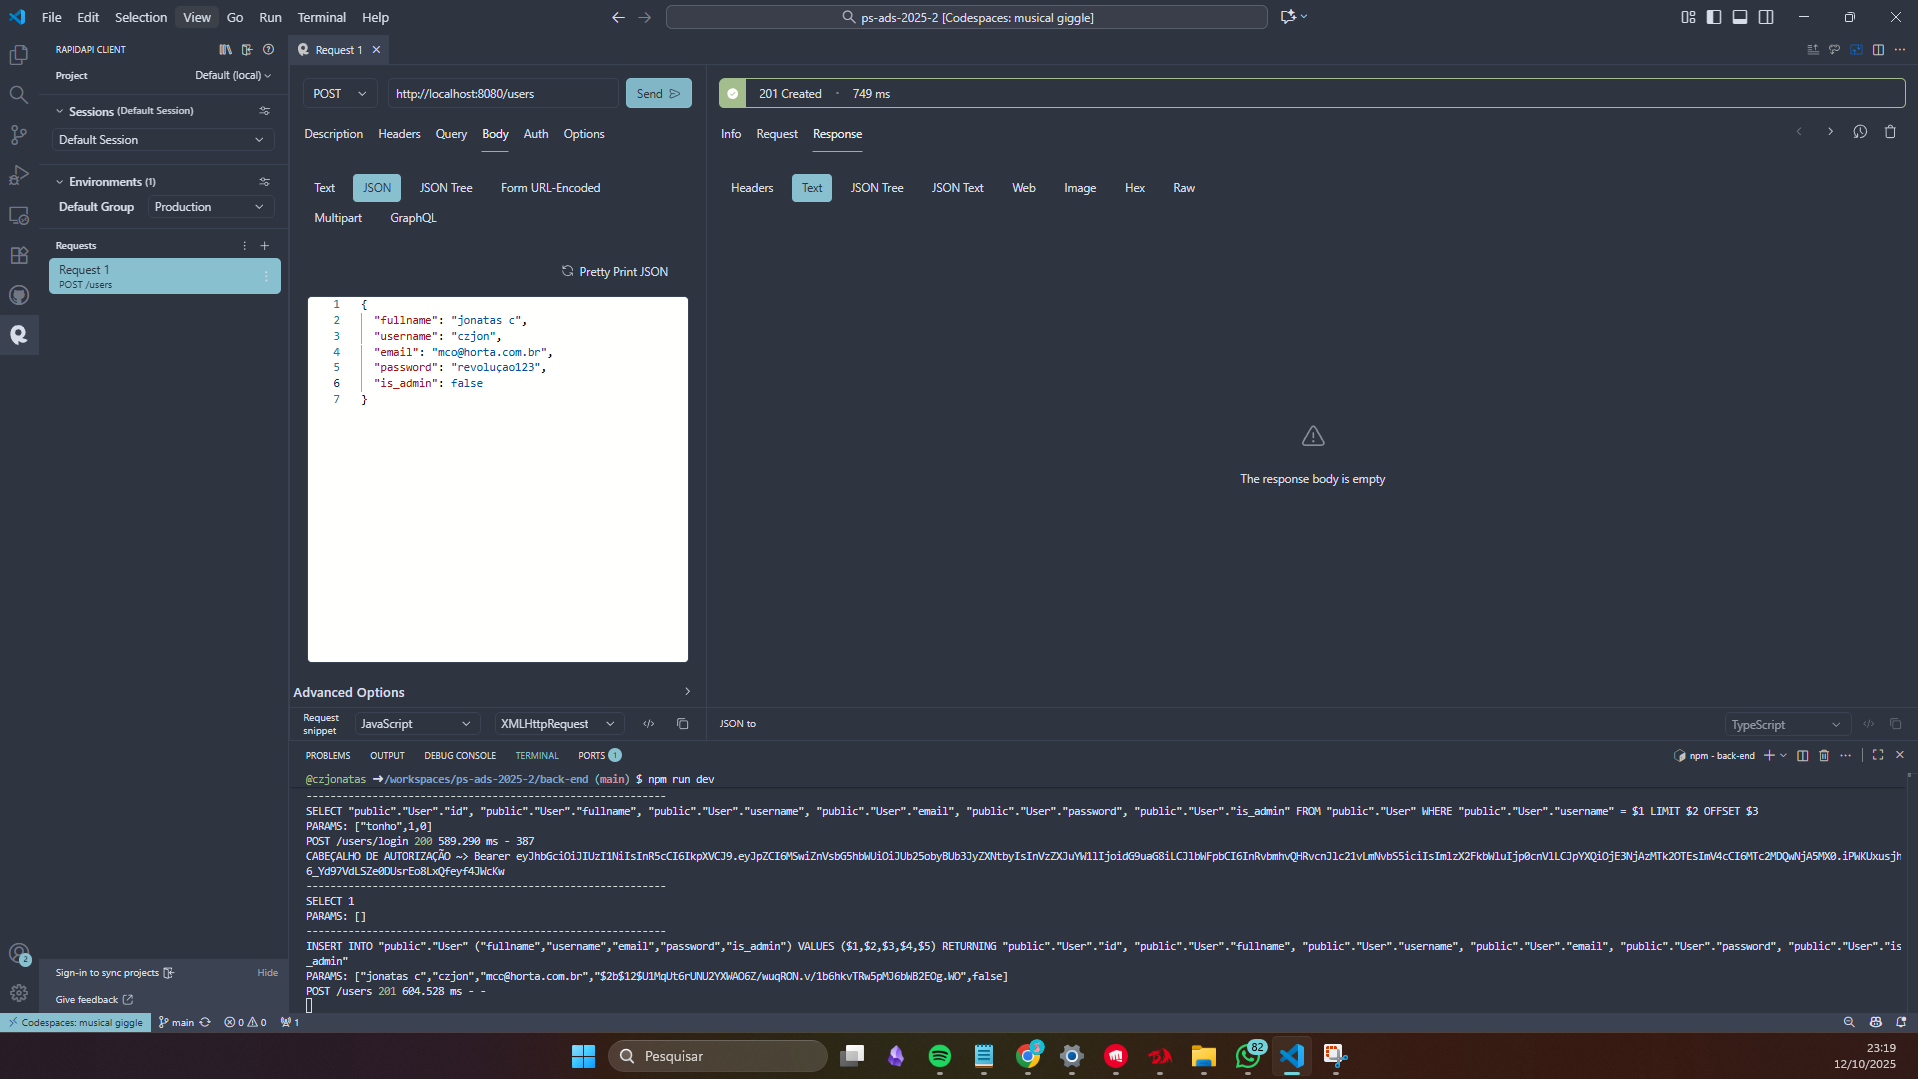 File Edit Selection View Go Run Terminal Help
ps-ads-2025-2 [Codespaces: musical giggle]
RAPIDAPI CLIENT
Project Default (local)
Sessions (Default Session)
Default Session
Environments (1)
Default Group Production
Requests
Request 1
POST /users
Sign-in to sync projects Hide
Give feedback
Request 1
POST http://localhost:8080/users Send
Description Headers Query Body Auth Options
Text JSON JSON Tree Form URL-Encoded
Multipart GraphQL
Pretty Print JSON
1 {
2 "fullname": "jonatas c",
3 "username": "czjon",
4 "email": "mco@horta.com.br",
5 "password": "revoluçao123",
6 "is_admin": false
7 }
Advanced Options
Request snippet JavaScript XMLHttpRequest
201 Created · 749 ms
Info Request Response
Headers Text JSON Tree JSON Text Web Image Hex Raw
The response body is empty
JSON to TypeScript
PROBLEMS OUTPUT DEBUG CONSOLE TERMINAL PORTS 1
npm - back-end
@czjonatas ➜/workspaces/ps-ads-2025-2/back-end (main) $ npm run dev
------------------------------------------------------------
SELECT "public"."User"."id", "public"."User"."fullname", "public"."User"."username", "public"."User"."email", "public"."User"."password", "public"."User"."is_admin" FROM "public"."User" WHERE "public"."User"."username" = $1 LIMIT $2 OFFSET $3
PARAMS: ["tonho",1,0]
POST /users/login 200 589.290 ms - 387
CABEÇALHO DE AUTORIZAÇÃO ~> Bearer
------------------------------------------------------------
SELECT 1
PARAMS: []
------------------------------------------------------------
INSERT INTO "public"."User" ("fullname","username","email","password","is_admin") VALUES ($1,$2,$3,$4,$5) RETURNING "public"."User"."id", "public"."User"."fullname", "public"."User"."username", "public"."User"."email", "public"."User"."password", "public"."User"."is
_admin"
PARAMS: ["jonatas c","czjon","mco@horta.com.br","$2b$12$U1MqUt6rUNU2YXWAO6Z/wuqRON.v/1b6hkvTRw5pMJ6bWB2EOg.WO",false]
POST /users 201 604.528 ms - -
2
Codespaces: musical giggle main 0 0 1
Pesquisar
3
82
23:19
12/10/2025